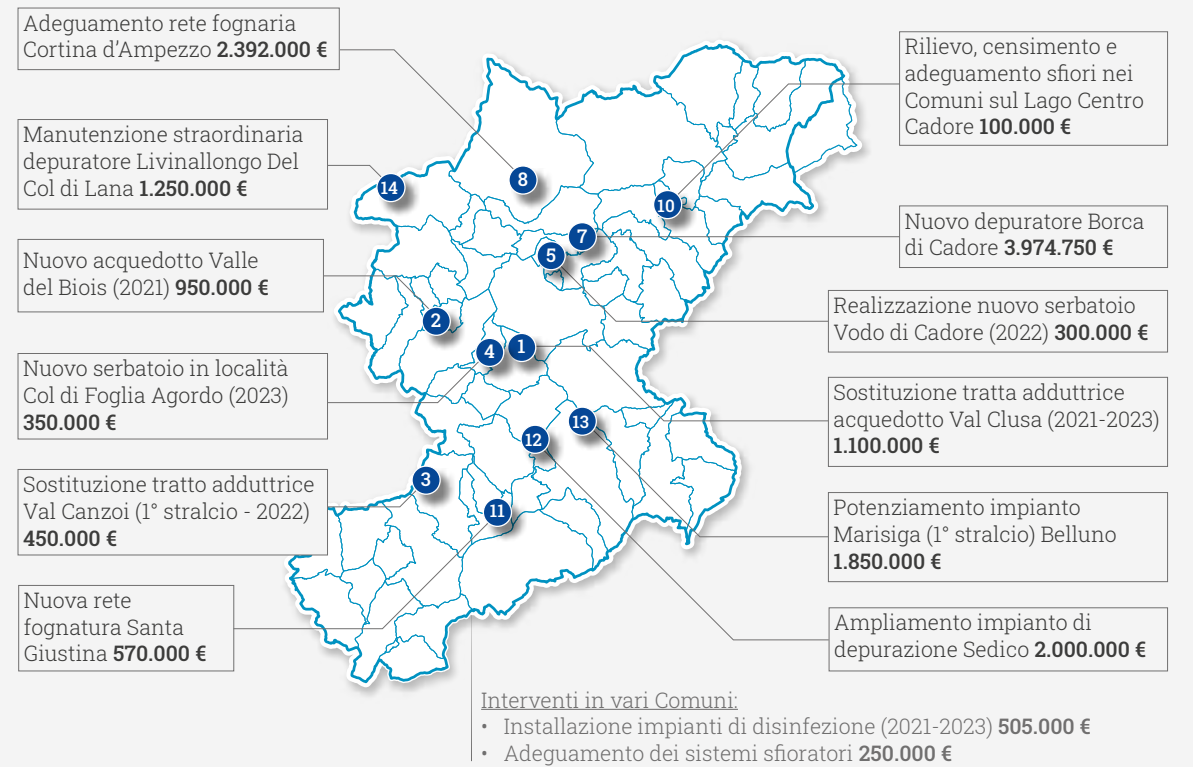 Adeguamento rete fognaria
Cortina d'Ampezzo 2.392.000 €
Manutenzione straordinaria
depuratore Livinallongo Del
Col di Lana 1.250.000 €
Nuovo acquedotto Valle
del Biois (2021) 950.000 €
Nuovo serbatoio in località
Col di Foglia Agordo (2023)
350.000 €
Sostituzione tratto adduttrice
Val Canzoi (1° stralcio - 2022)
450.000 €
Nuova rete
fognatura Santa
Giustina 570.000 €
8
14
10
7
5
2
4
1
13
12
3
11
Rilievo, censimento e
adeguamento sfiori nei
Comuni sul Lago Centro
Cadore 100.000 €
Nuovo depuratore Borca
di Cadore 3.974.750 €
Realizzazione nuovo serbatoio
Vodo di Cadore (2022) 300.000 €
Sostituzione tratta adduttrice
acquedotto Val Clusa (2021-2023)
1.100.000 €
Potenziamento impianto
Marisiga (1° stralcio) Belluno
1.850.000 €
Ampliamento impianto di
depurazione Sedico 2.000.000 €
Interventi in vari Comuni:
• Installazione impianti di disinfezione (2021-2023) 505.000 €
• Adeguamento dei sistemi sfioratori 250.000 €